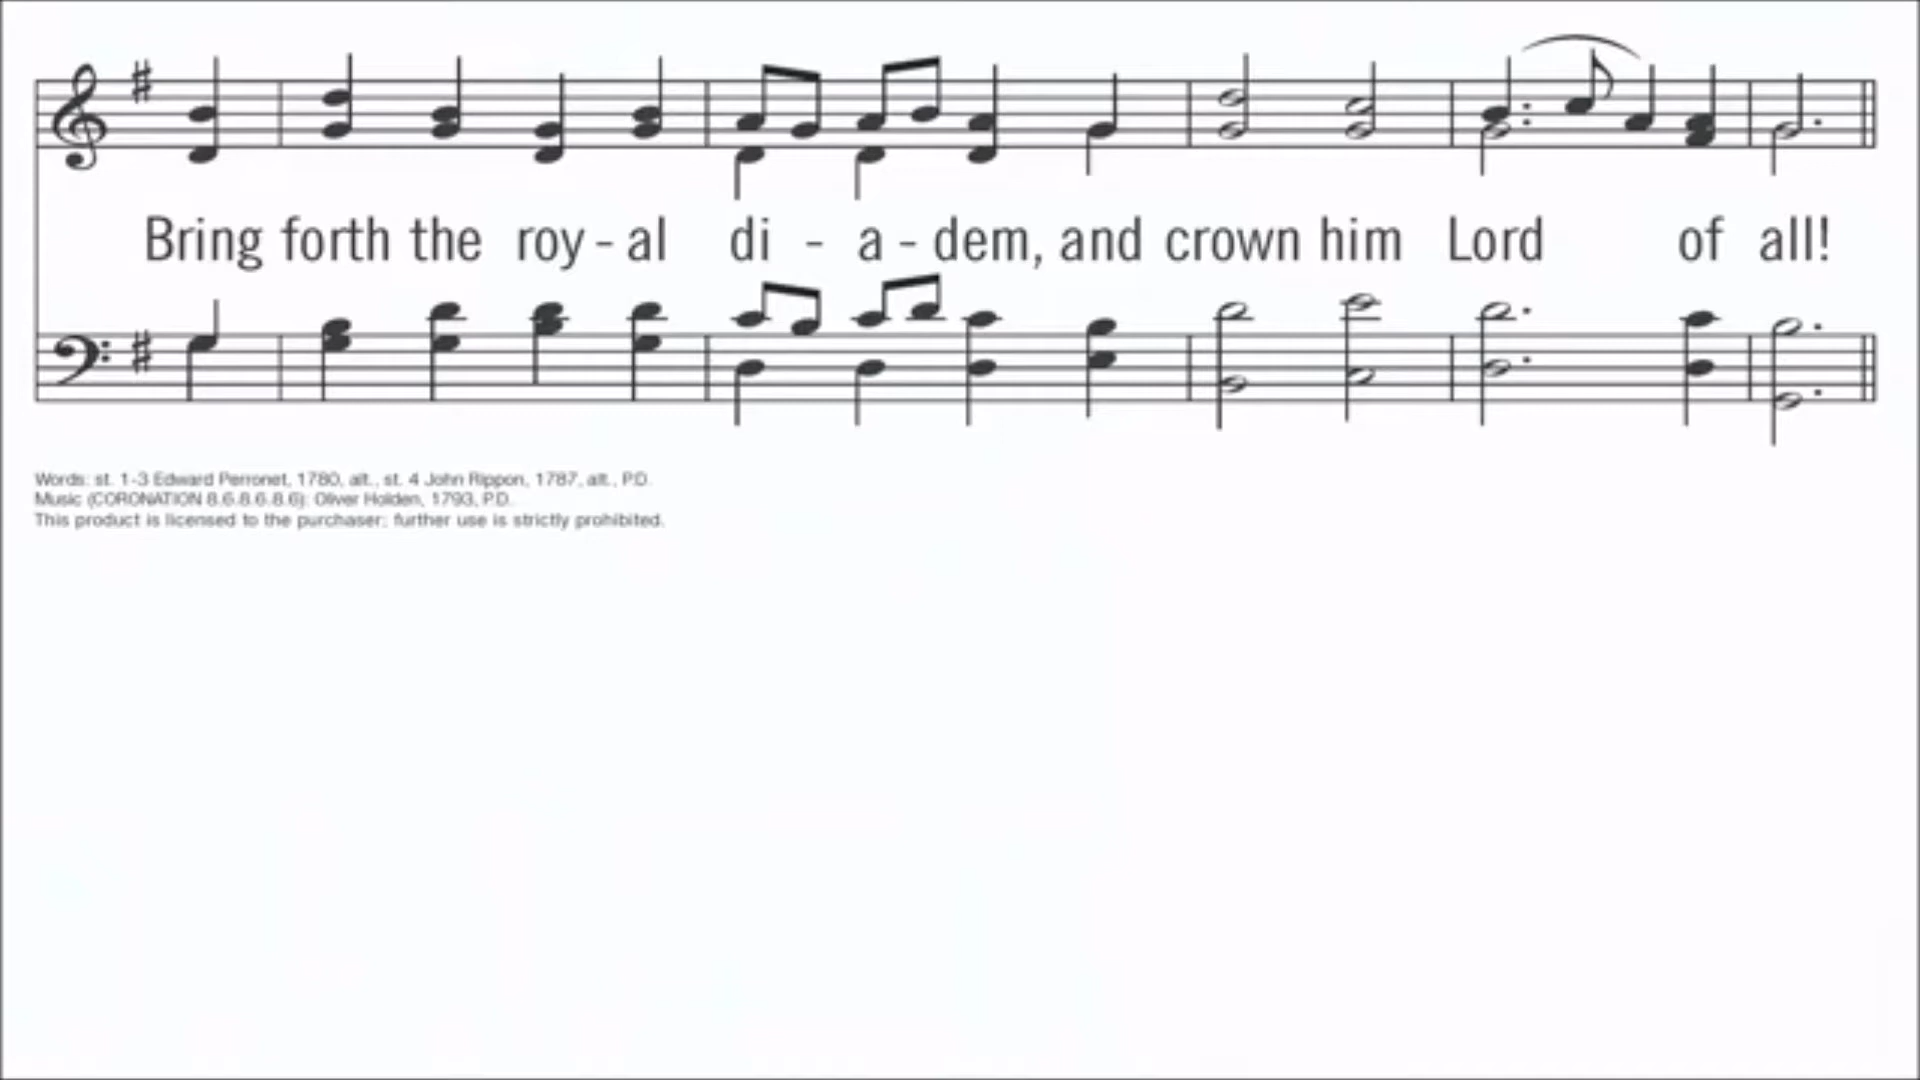 Bring forth the roy - al di - a - dem, and crown him Lord of all!
Words: st. 1-3 Edward Perronet, 1780, alt., st. 4 John Rippon, 1787, alt., P.D.
Music (CORONATION 8.6.8.6.8.6): Oliver Holden, 1793, P.D.
This product is licensed to the purchaser; further use is strictly prohibited.